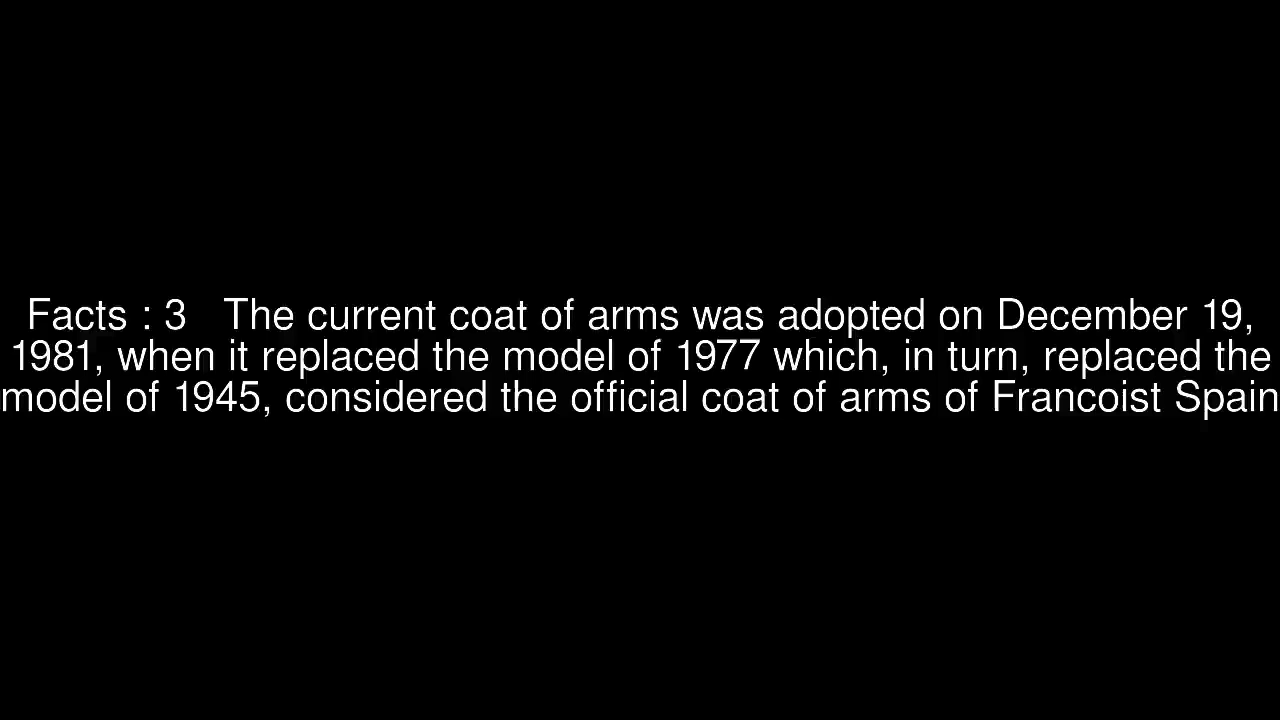 Facts : 3   The current coat of arms was adopted on December 19,
1981, when it replaced the model of 1977 which, in turn, replaced the
model of 1945, considered the official coat of arms of Francoist Spain